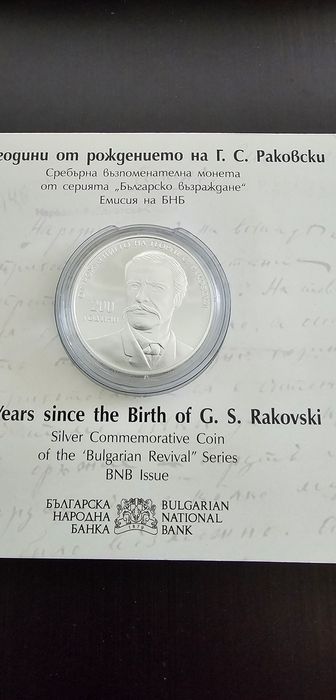 години от рождението на Г. С. Раковски
Сребърна възпоменателна монета
от серията „Българско възраждане“
Емисия на БНБ
200
ГОДИНИ
Years since the Birth of G. S. Rakovski
Silver Commemorative Coin
of the 'Bulgarian Revival" Series
BNB Issue
БЪЛГАРСКА
НАРОДНА
БАНКА
1879
BULGARIAN
NATIONAL
BANK